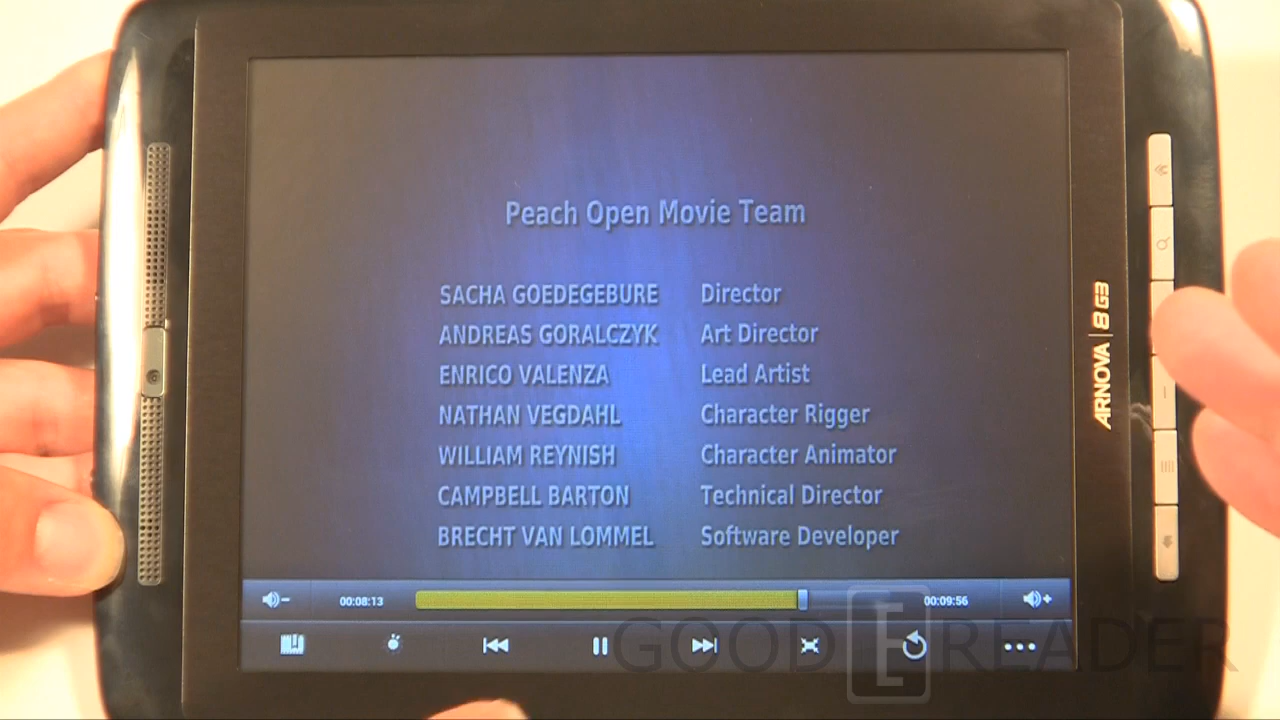 Peach Open Movie Team
SACHA GOEDEGEBURE Director
ANDREAS GORALCZYK Art Director
ENRICO VALENZA Lead Artist
NATHAN VEGDAHL Character Rigger
WILLIAM REYNISH Character Animator
CAMPBELL BARTON Technical Director
BRECHT VAN LOMMEL Software Developer
00:08:13 00:09:56
ARNOVA 8 G3
GOOD E READER